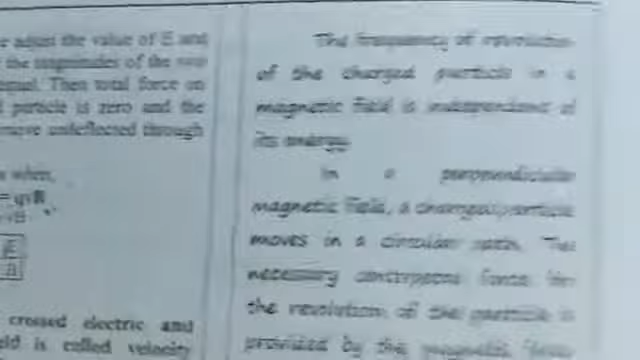 adjust the value of E and
the magnitudes of the two
equal. Then total force on
particle is zero and the
move undeflected through
when,
= qvB
vB
E
B
crossed electric and
is called velocity
The frequency of revolution
of the charged particle in a
magnetic field is independent of
its energy.
In a perpendicular
magnetic field, a charged particle
moves in a circular path. The
necessary centripetal force for
the revolution of the particle is
provided by the magnetic force